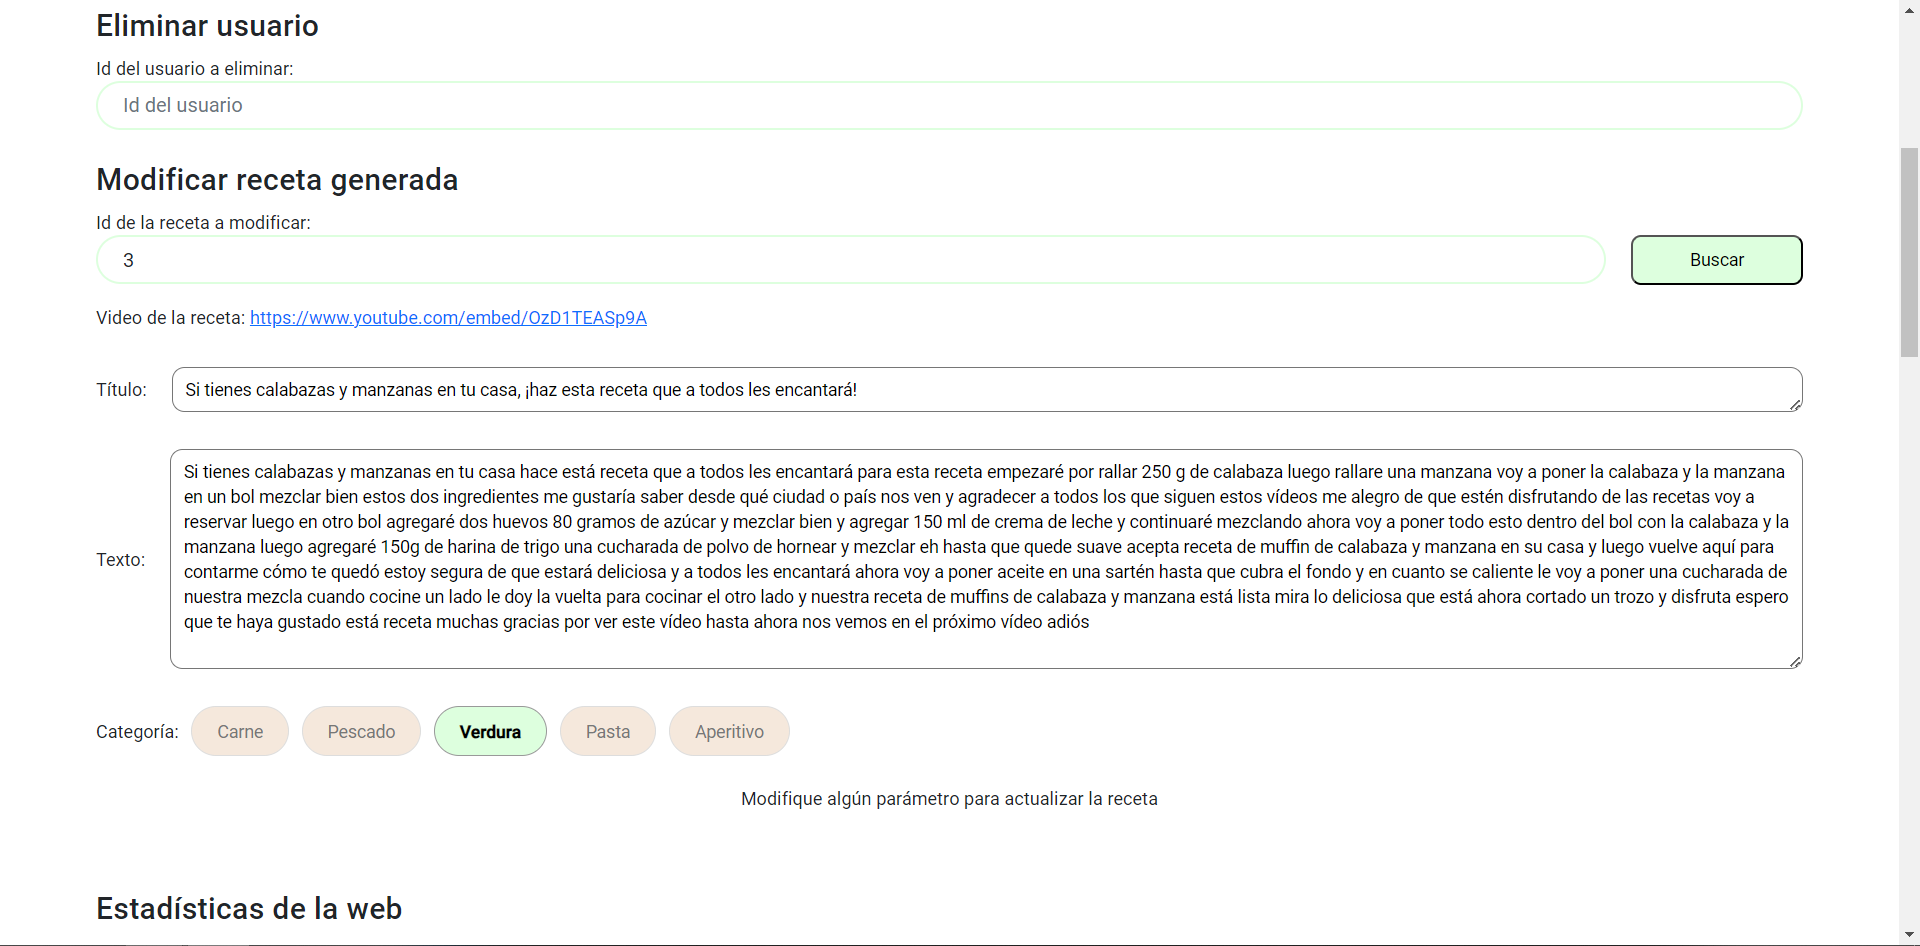 Eliminar usuario
Id del usuario a eliminar:
Id del usuario
Modificar receta generada
Id de la receta a modificar:
3
Buscar
Video de la receta: https://www.youtube.com/embed/OzD1TEASp9A
Título:
Si tienes calabazas y manzanas en tu casa, ¡haz esta receta que a todos les encantará!
Texto:
Si tienes calabazas y manzanas en tu casa hace está receta que a todos les encantará para esta receta empezaré por rallar 250 g de calabaza luego rallare una manzana voy a poner la calabaza y la manzana
en un bol mezclar bien estos dos ingredientes me gustaría saber desde qué ciudad o país nos ven y agradecer a todos los que siguen estos vídeos me alegro de que estén disfrutando de las recetas voy a
reservar luego en otro bol agregaré dos huevos 80 gramos de azúcar y mezclar bien y agregar 150 ml de crema de leche y continuaré mezclando ahora voy a poner todo esto dentro del bol con la calabaza y la
manzana luego agregaré 150g de harina de trigo una cucharada de polvo de hornear y mezclar eh hasta que quede suave acepta receta de muffin de calabaza y manzana en su casa y luego vuelve aquí para
contarme cómo te quedó estoy segura de que estará deliciosa y a todos les encantará ahora voy a poner aceite en una sartén hasta que cubra el fondo y en cuanto se caliente le voy a poner una cucharada de
nuestra mezcla cuando cocine un lado le doy la vuelta para cocinar el otro lado y nuestra receta de muffins de calabaza y manzana está lista mira lo deliciosa que está ahora cortado un trozo y disfruta espero
que te haya gustado está receta muchas gracias por ver este vídeo hasta ahora nos vemos en el próximo vídeo adiós
Categoría:
Carne
Pescado
Verdura
Pasta
Aperitivo
Modifique algún parámetro para actualizar la receta
Estadísticas de la web